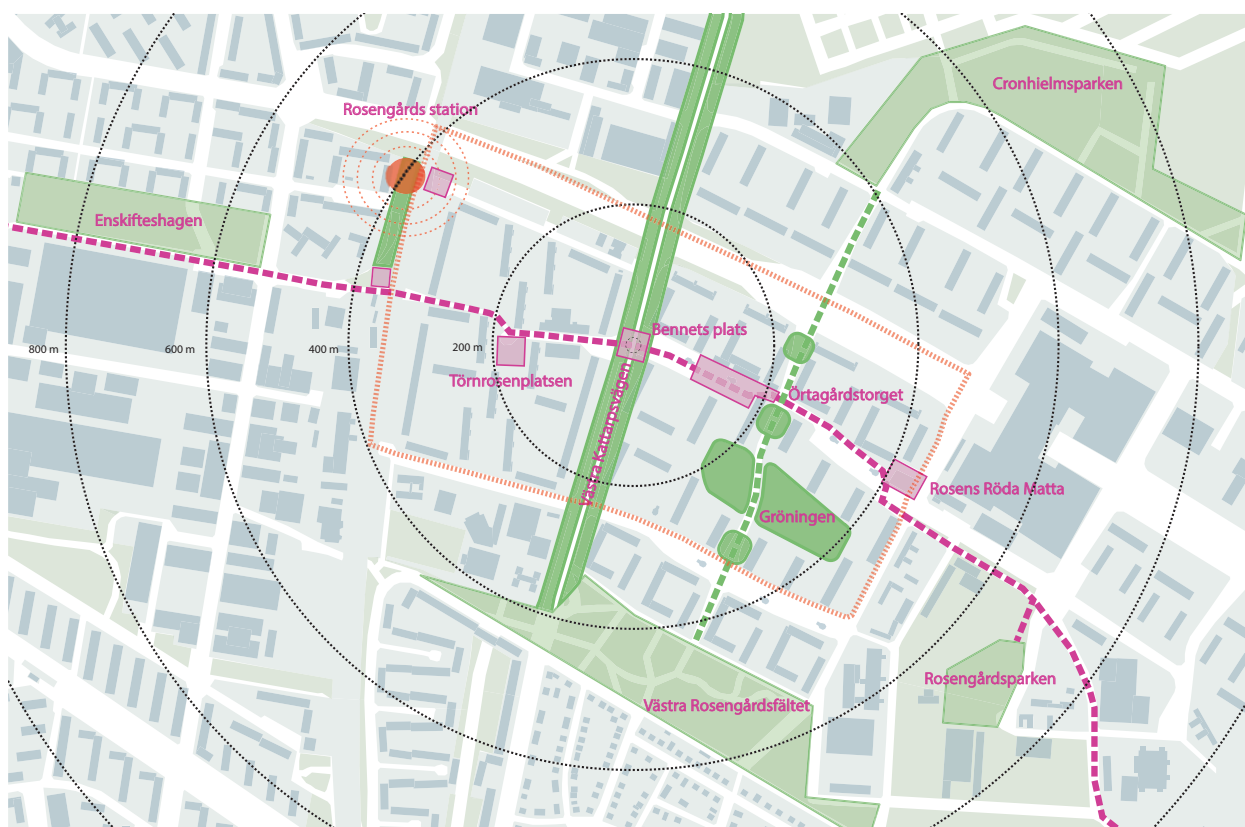 Cronhielmsparken
Rosengårds station
Enskifteshagen
Bennets plats
800 m
600 m
400 m
200 m
Törnrosenplatsen
Örtagårdstorget
Västra Kattarpsvägen
Rosens Röda Matta
Gröningen
Rosengårdsparken
Västra Rosengårdsfältet